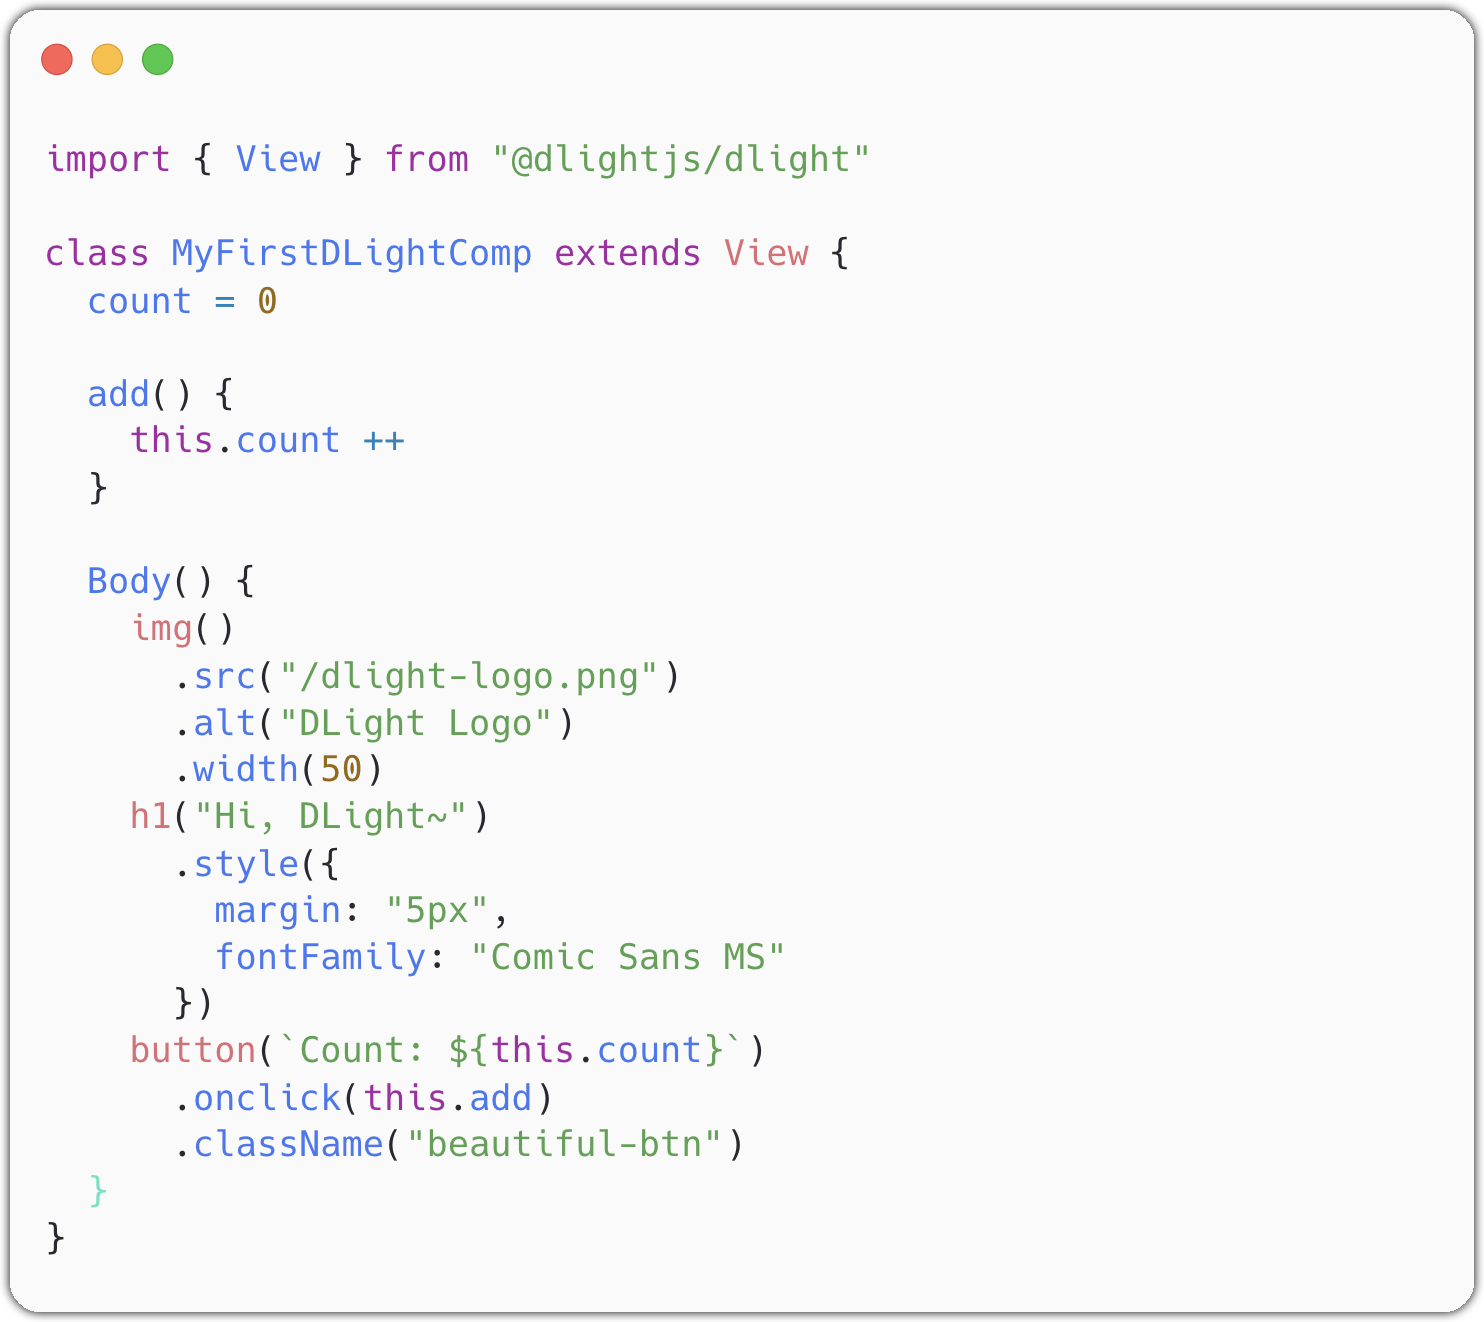 import { View } from "@dlightjs/dlight"

class MyFirstDLightComp extends View {
  count = 0

  add() {
    this.count ++
  }

  Body() {
    img()
      .src("/dlight-logo.png")
      .alt("DLight Logo")
      .width(50)
    h1("Hi, DLight~")
      .style({
        margin: "5px",
        fontFamily: "Comic Sans MS"
      })
    button(`Count: ${this.count}`)
      .onclick(this.add)
      .className("beautiful-btn")
  }
}